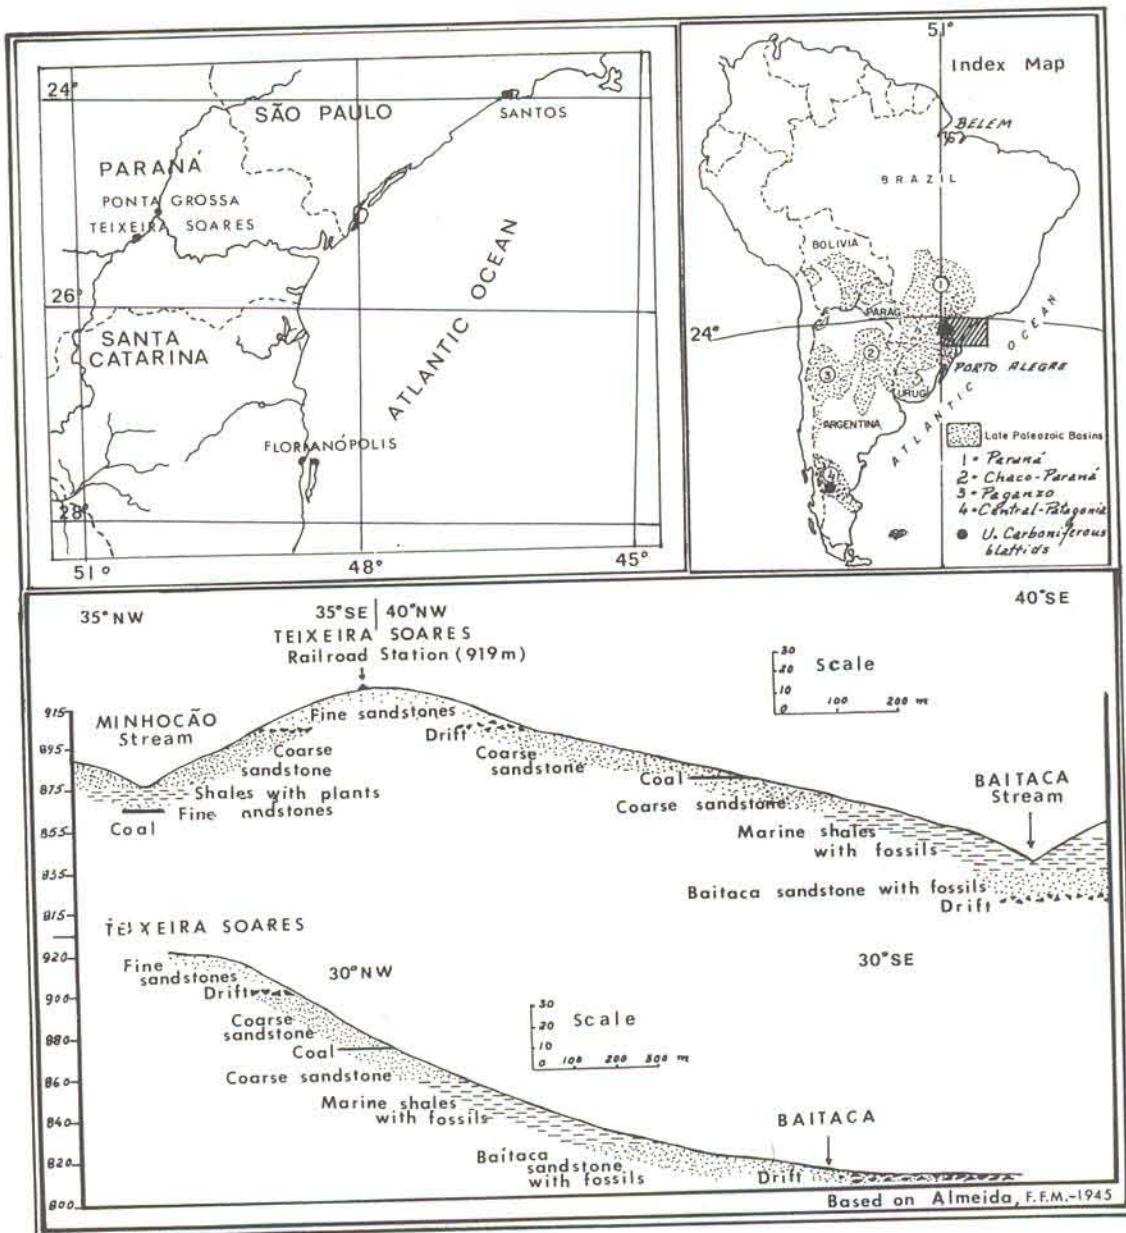 24°
SÃO PAULO
SANTOS
PARANÁ
PONTA GROSSA
TEIXEIRA SOARES
26°
SANTA
CATARINA
ATLANTIC OCEAN
FLORIANÓPOLIS
28°
51°
48°
45°
51°
Index Map
BELEM
BRAZIL
BOLIVIA
1
PARAG.
24°
2
3
PORTO ALEGRE
URUG.
ARGENTINA
ATLANTIC OCEAN
4
Late Paleozoic Basins
1 = Paraná
2 = Chaco-Paraná
3 = Paganzo
4 = Central-Patagonia
U. Carboniferous
blattids
35° NW
35° SE | 40° NW
40° SE
TEIXEIRA SOARES
Railroad Station (919m)
30
20
10
0
Scale
100 200 m
915
895
875
855
835
815
MINHOCÃO
Stream
Fine sandstones
Drift
Coarse
sandstone
Coarse
sandstone
Shales with plants
Fine
Coal
Coal
Coarse sandstone
Marine shales
with fossils
BAITACA
Stream
Baitaca sandstone with fossils
Drift
TEIXEIRA SOARES
920
900
880
860
840
820
800
30° NW
30° SE
Fine
sandstones
Drift
Coarse
sandstone
Coal
Coarse sandstone
Marine shales
with fossils
30
20
10
0
Scale
100 200 300 m
BAITACA
Baitaca
sandstone
with fossils
Drift
Based on Almeida, F.F.M.-1945